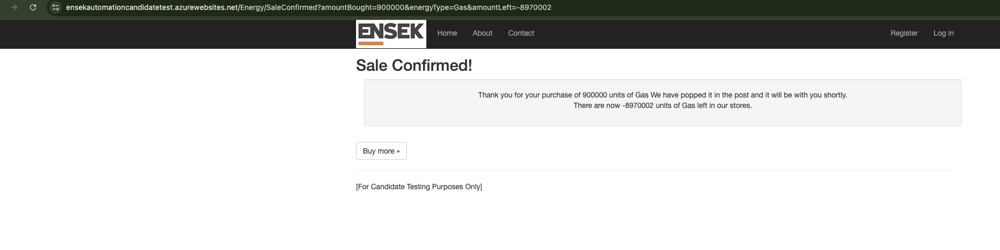 ensekautomationcandidatetest.azurewebsites.net/Energy/SaleConfirmed?amountBought=900000&energyType=Gas&amountLeft=-8970002
ENSEK Home About Contact Register Log in
Sale Confirmed!
Thank you for your purchase of 900000 units of Gas We have popped it in the post and it will be with you shortly.
There are now -8970002 units of Gas left in our stores.
Buy more »
[For Candidate Testing Purposes Only]